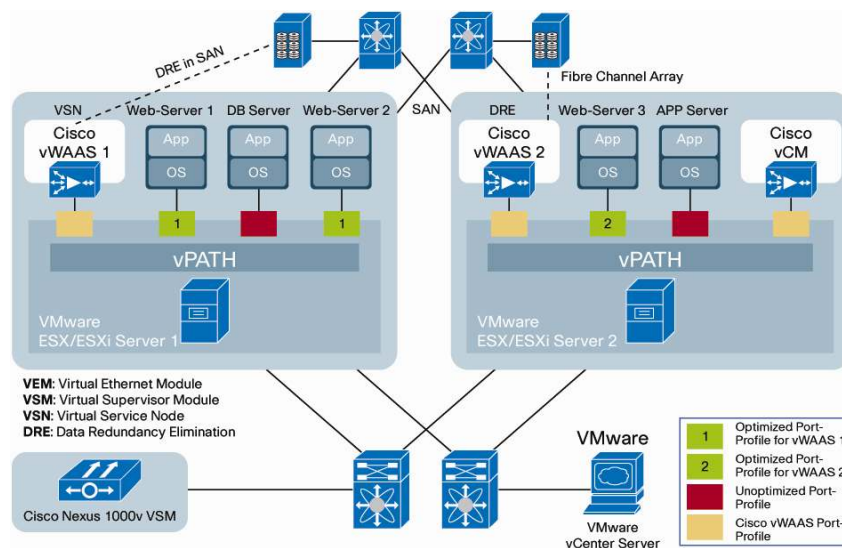 DRE in SAN
Fibre Channel Array
SAN
VSN
Cisco
vWAAS 1
Web-Server 1
App
OS
DB Server
App
OS
Web-Server 2
App
OS
1
1
vPATH
VMware
ESX/ESXi Server 1
DRE
Cisco
vWAAS 2
Web-Server 3
App
OS
APP Server
App
OS
Cisco
vCM
2
vPATH
VMware
ESX/ESXi Server 2
VEM: Virtual Ethernet Module
VSM: Virtual Supervisor Module
VSN: Virtual Service Node
DRE: Data Redundancy Elimination
Cisco Nexus 1000v VSM
VMware
VMware
vCenter Server
1
Optimized Port-
Profile for vWAAS 1
2
Optimized Port-
Profile for vWAAS 2
Unoptimized Port-
Profile
Cisco vWAAS Port-
Profile